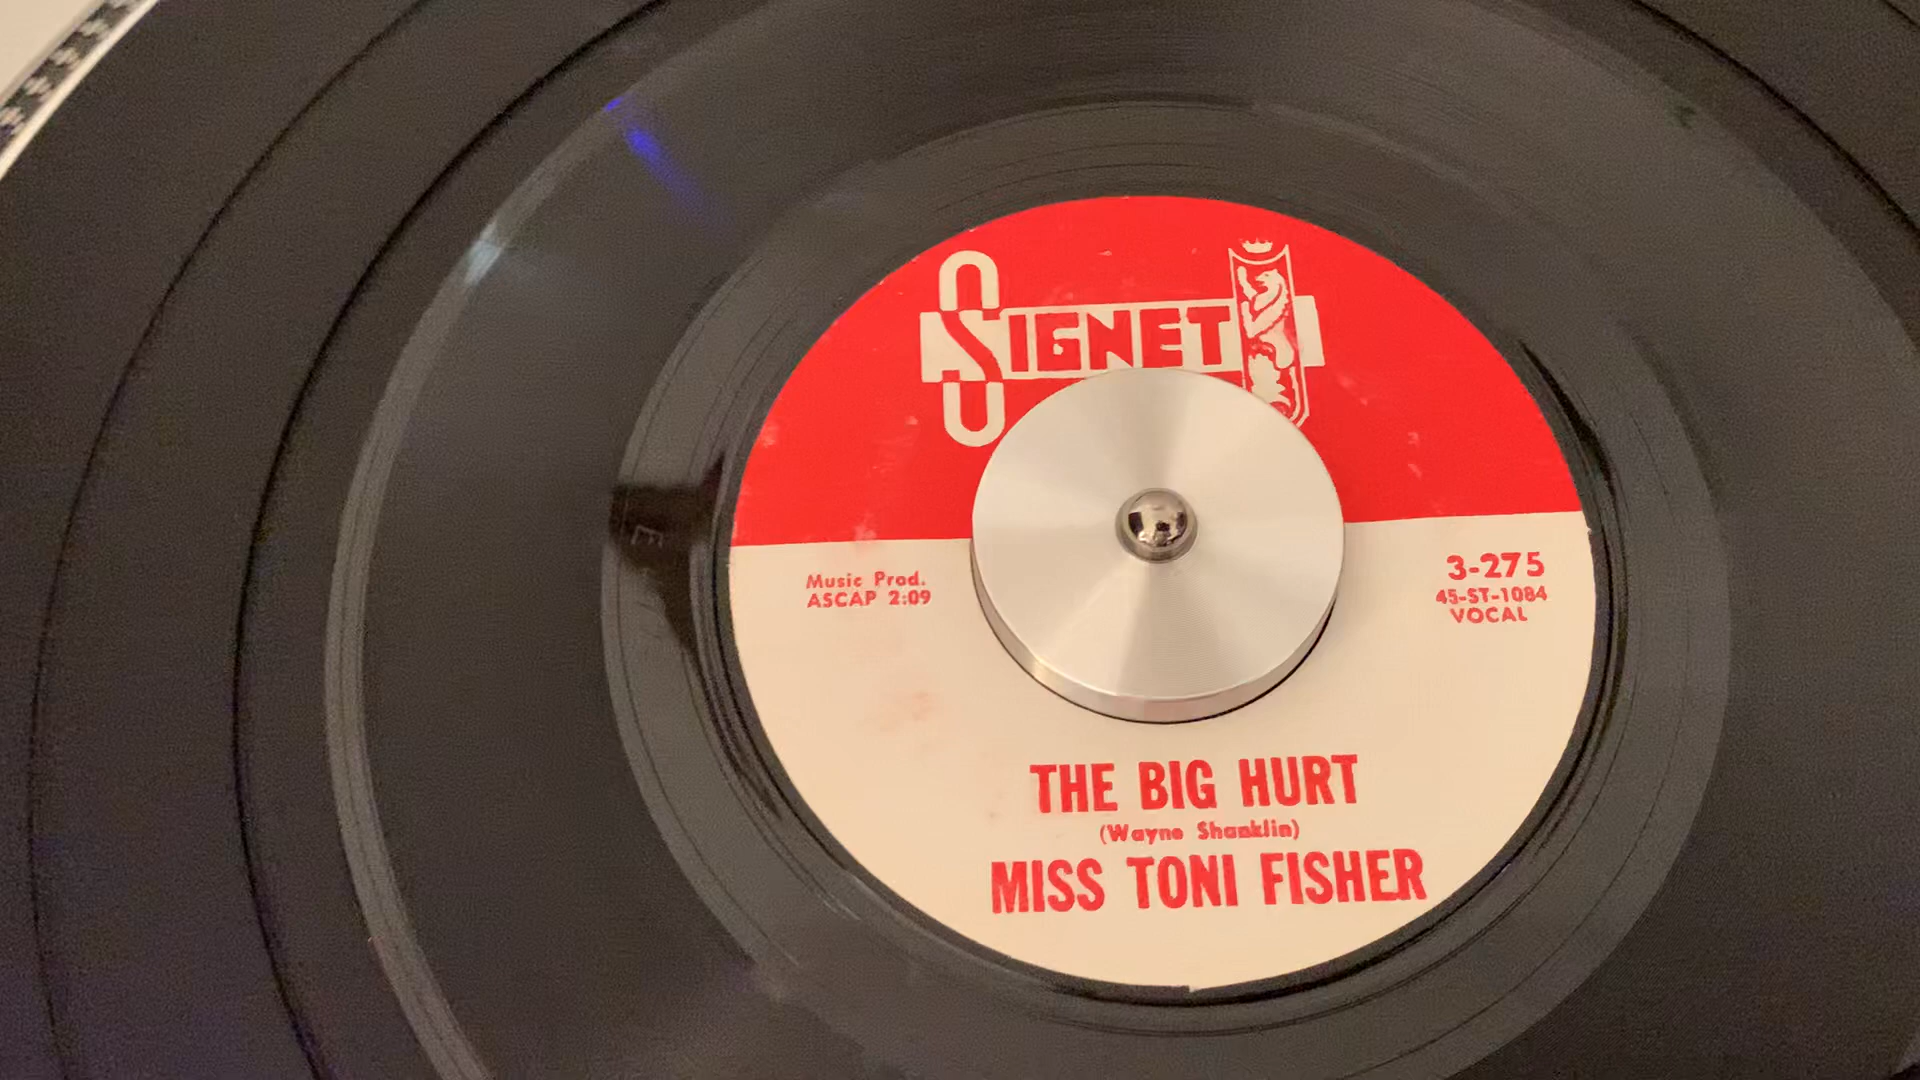 SIGNET
Music Prod.
ASCAP 2:09
3-275
45-ST-1084
VOCAL
THE BIG HURT
(Wayne Shanklin)
MISS TONI FISHER